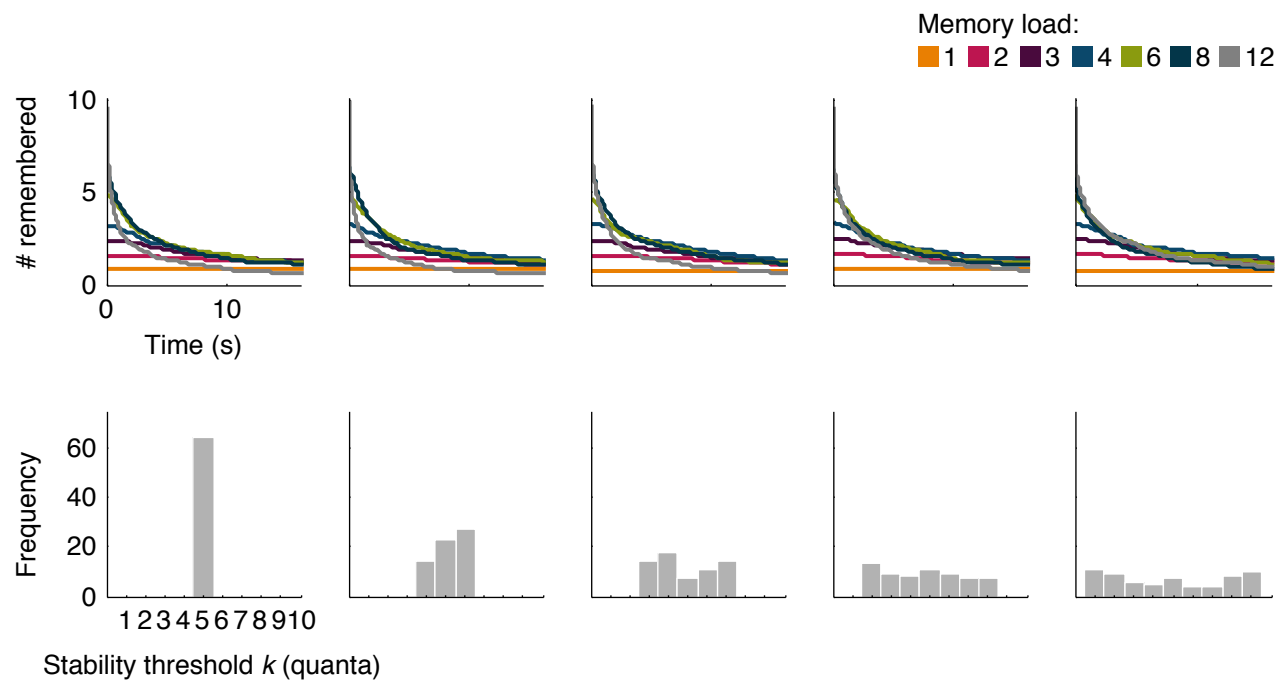 Memory load:
1 2 3 4 6 8 12
# remembered
10
5
0
0 10
Time (s)
Frequency
60
40
20
0
1 2 3 4 5 6 7 8 9 10
Stability threshold k (quanta)